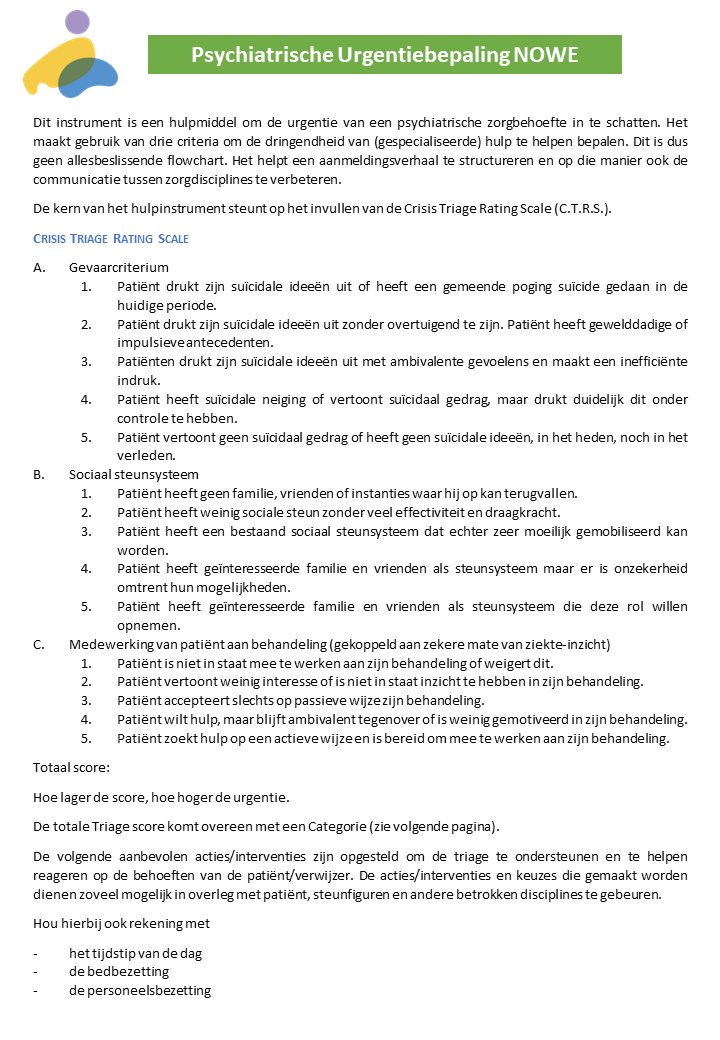 Psychiatrische Urgentiebepaling NOWE
Dit instrument is een hulpmiddel om de urgentie van een psychiatrische zorgbehoefte in te schatten. Het
maakt gebruik van drie criteria om de dringendheid van (gespecialiseerde) hulp te helpen bepalen. Dit is dus
geen allesbeslissende flowchart. Het helpt een aanmeldingsverhaal te structureren en op die manier ook de
communicatie tussen zorgdisciplines te verbeteren.
De kern van het hulpinstrument steunt op het invullen van de Crisis Triage Rating Scale (C.T.R.S.).
CRISIS TRIAGE RATING SCALE
A. Gevaarcriterium
1. Patiënt drukt zijn suïcidale ideeën uit of heeft een gemeende poging suïcide gedaan in de
huidige periode.
2. Patiënt drukt zijn suïcidale ideeën uit zonder overtuigend te zijn. Patiënt heeft gewelddadige of
impulsieve antecedenten.
3. Patiënten drukt zijn suïcidale ideeën uit met ambivalente gevoelens en maakt een inefficiënte
indruk.
4. Patiënt heeft suïcidale neiging of vertoont suïcidaal gedrag, maar drukt duidelijk dit onder
controle te hebben.
5. Patiënt vertoont geen suïcidaal gedrag of heeft geen suïcidale ideeën, in het heden, noch in het
verleden.
B. Sociaal steunsysteem
1. Patiënt heeft geen familie, vrienden of instanties waar hij op kan terugvallen.
2. Patiënt heeft weinig sociale steun zonder veel effectiviteit en draagkracht.
3. Patiënt heeft een bestaand sociaal steunsysteem dat echter zeer moeilijk gemobiliseerd kan
worden.
4. Patiënt heeft geïnteresseerde familie en vrienden als steunsysteem maar er is onzekerheid
omtrent hun mogelijkheden.
5. Patiënt heeft geïnteresseerde familie en vrienden als steunsysteem die deze rol willen
opnemen.
C. Medewerking van patiënt aan behandeling (gekoppeld aan zekere mate van ziekte-inzicht)
1. Patiënt is niet in staat mee te werken aan zijn behandeling of weigert dit.
2. Patiënt vertoont weinig interesse of is niet in staat inzicht te hebben in zijn behandeling.
3. Patiënt accepteert slechts op passieve wijze zijn behandeling.
4. Patiënt wilt hulp, maar blijft ambivalent tegenover of is weinig gemotiveerd in zijn behandeling.
5. Patiënt zoekt hulp op een actieve wijze en is bereid om mee te werken aan zijn behandeling.
Totaal score:
Hoe lager de score, hoe hoger de urgentie.
De totale Triage score komt overeen met een Categorie (zie volgende pagina).
De volgende aanbevolen acties/interventies zijn opgesteld om de triage te ondersteunen en te helpen
reageren op de behoeften van de patiënt/verwijzer. De acties/interventies en keuzes die gemaakt worden
dienen zoveel mogelijk in overleg met patiënt, steunfiguren en andere betrokken disciplines te gebeuren.
Hou hierbij ook rekening met
- het tijdstip van de dag
- de bedbezetting
- de personeelsbezetting